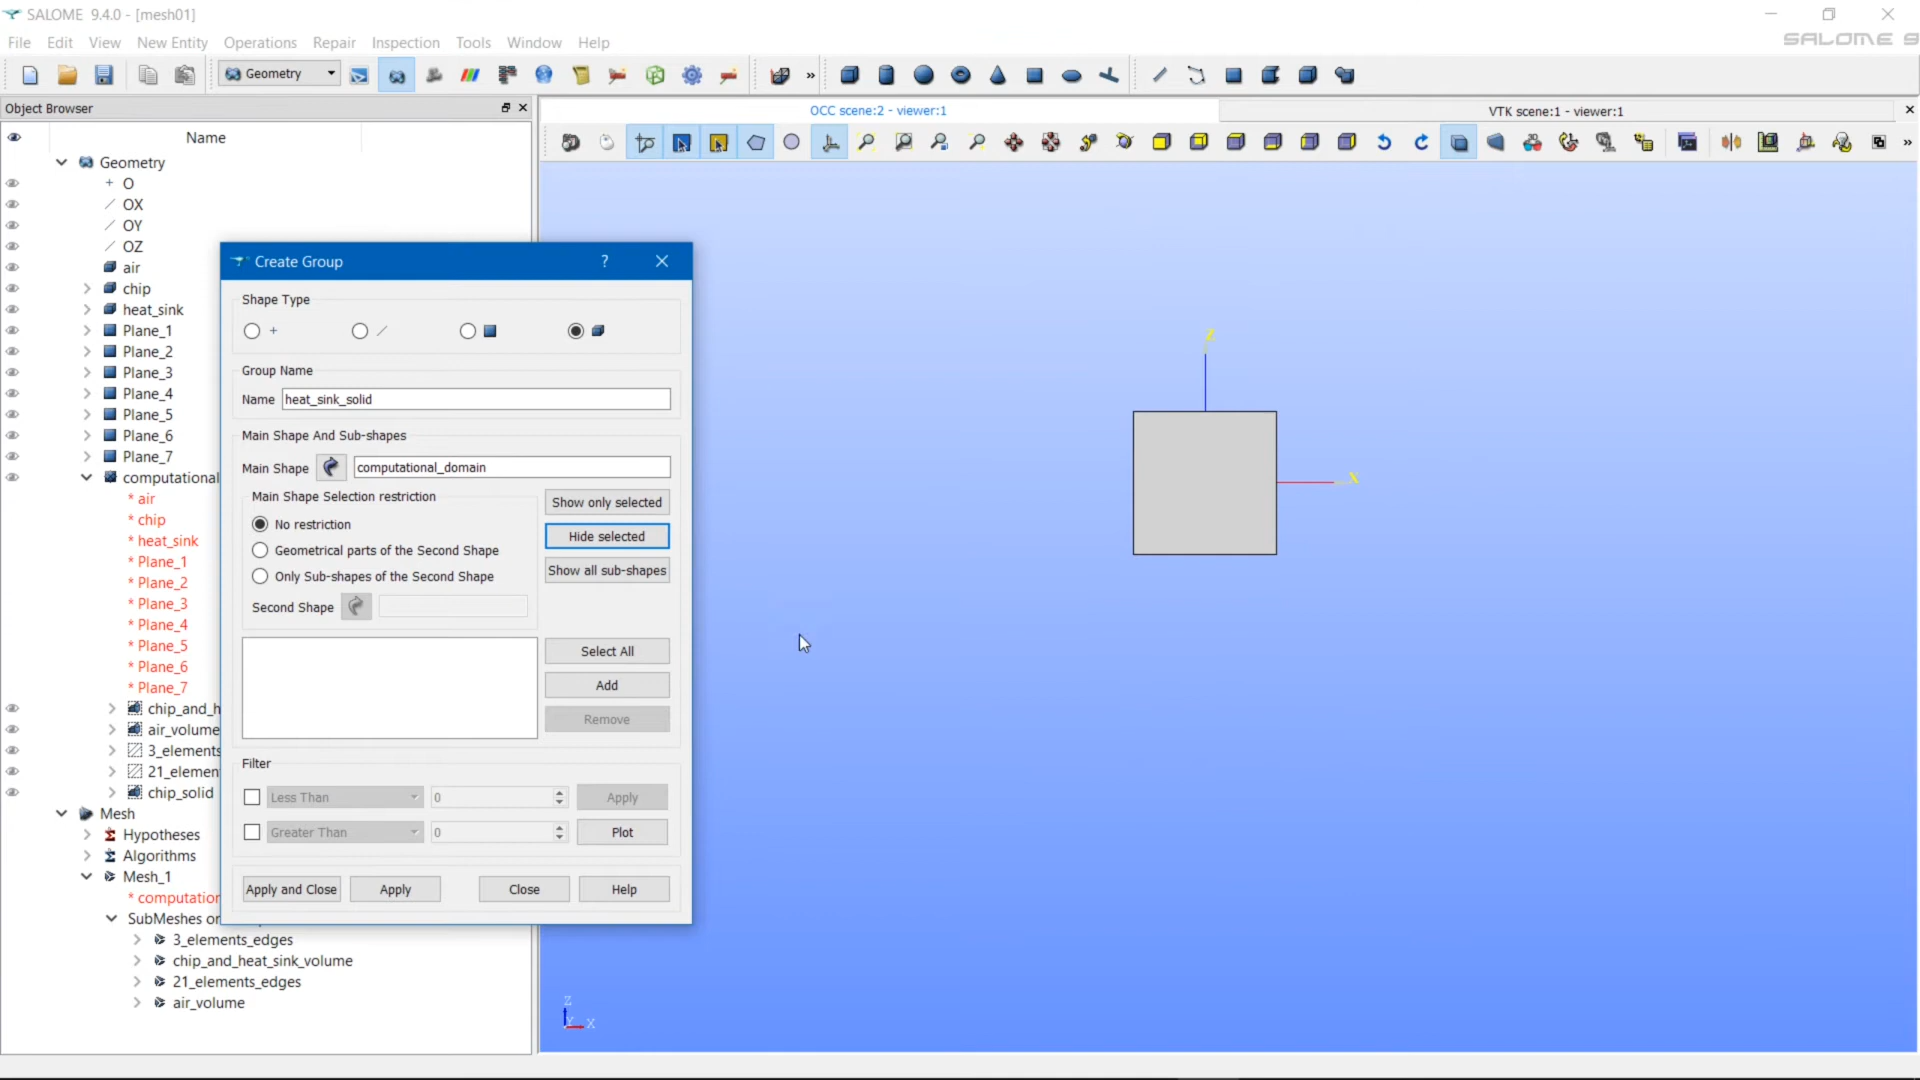 SALOME 9.4.0 - [mesh01]
File Edit View New Entity Operations Repair Inspection Tools Window Help
SALOME 9
Geometry
»
Object Browser
OCC scene:2 - viewer:1
VTK scene:1 - viewer:1
Name
»
Geometry
O
OX
OY
OZ
air
chip
heat_sink
Plane_1
Plane_2
Plane_3
Plane_4
Plane_5
Plane_6
Plane_7
computational
* air
* chip
* heat_sink
* Plane_1
* Plane_2
* Plane_3
* Plane_4
* Plane_5
* Plane_6
* Plane_7
chip_and_h
air_volume
3_elements
21_elemen
chip_solid
Mesh
Hypotheses
Algorithms
Mesh_1
* computation
SubMeshes or
3_elements_edges
chip_and_heat_sink_volume
21_elements_edges
air_volume
Create Group
?
Shape Type
Group Name
Name heat_sink_solid
Main Shape And Sub-shapes
Main Shape computational_domain
Main Shape Selection restriction
Show only selected
No restriction
Hide selected
Geometrical parts of the Second Shape
Show all sub-shapes
Only Sub-shapes of the Second Shape
Second Shape
Select All
Add
Remove
Filter
Less Than 0 Apply
Greater Than 0 Plot
Apply and Close Apply Close Help
Z
X
Z
Y X